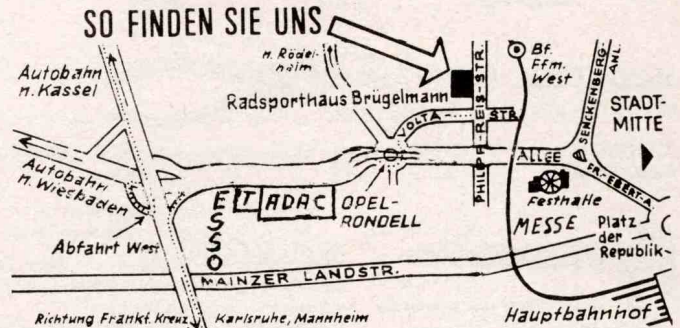 SO FINDEN SIE UNS
n. Rödel-
heim
Bf.
Ffm.
West
Autobahn
n. Kassel
Radsporthaus Brügelmann
PHILIPP-REIS-STR.
SENCKENBERG-
ANL.
STADT-
MITTE
VOLTA-STR
ALLEE
FR-EBERT-A
Autobahn
n. Wiesbaden
ESSO
T
ADAC
OPEL-
RONDELL
Festhalle
MESSE
Platz
der
Republik
Abfahrt West
MAINZER LANDSTR.
Hauptbahnhof
Richtung Frankf. Kreuz
Karlsruhe, Mannheim